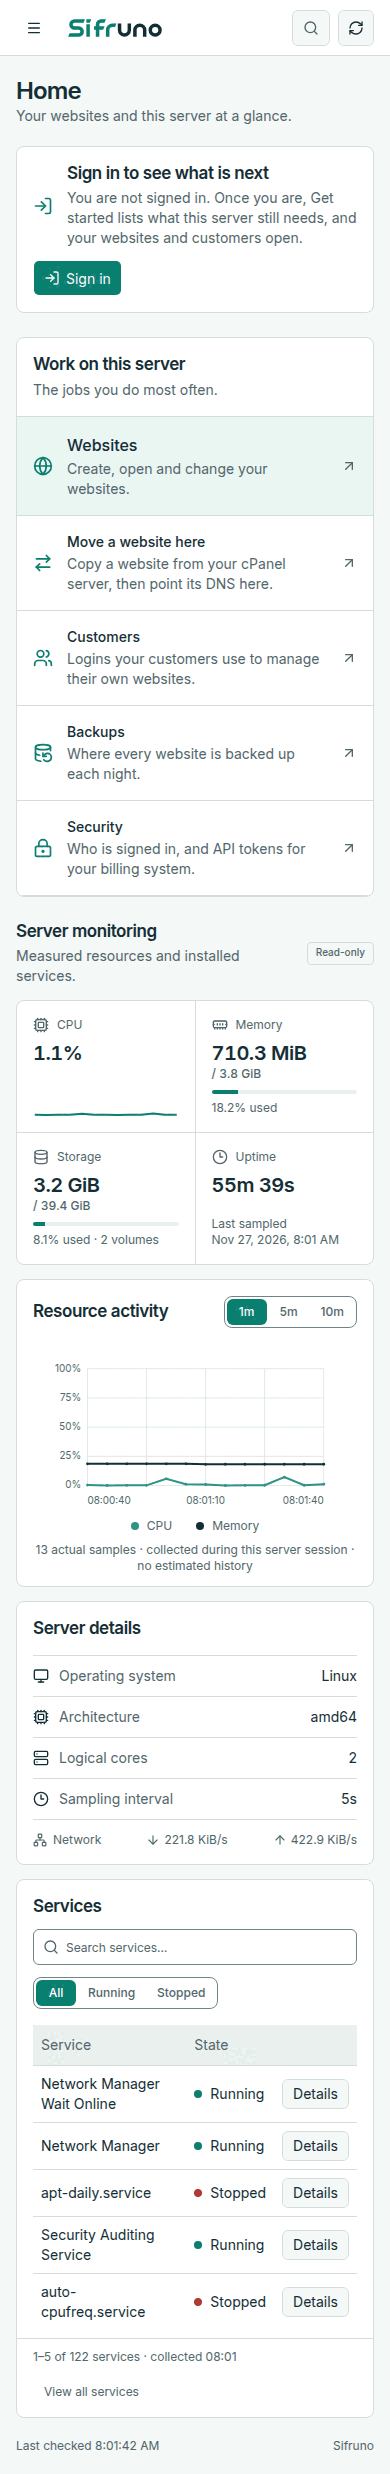 Sifruno
Home
Your websites and this server at a glance.
Sign in to see what is next
You are not signed in. Once you are, Get
started lists what this server still needs, and
your websites and customers open.
Sign in
Work on this server
The jobs you do most often.
Websites
Create, open and change your
websites.
Move a website here
Copy a website from your cPanel
server, then point its DNS here.
Customers
Logins your customers use to manage
their own websites.
Backups
Where every website is backed up
each night.
Security
Who is signed in, and API tokens for
your billing system.
Server monitoring
Measured resources and installed
services.
Read-only
CPU
1.1%
Memory
710.3 MiB
/ 3.8 GiB
18.2% used
Storage
3.2 GiB
/ 39.4 GiB
8.1% used · 2 volumes
Uptime
55m 39s
Last sampled
Nov 27, 2026, 8:01 AM
Resource activity
1m 5m 10m
100%
75%
50%
25%
0%
08:00:40 08:01:10 08:01:40
CPU Memory
13 actual samples · collected during this server session ·
no estimated history
Server details
Operating system Linux
Architecture amd64
Logical cores 2
Sampling interval 5s
Network ↓ 221.8 KiB/s ↑ 422.9 KiB/s
Services
Search services...
All Running Stopped
Service State
Network Manager
Wait Online
Running Details
Network Manager Running Details
apt-daily.service Stopped Details
Security Auditing
Service
Running Details
auto-
cpufreq.service
Stopped Details
1–5 of 122 services · collected 08:01
View all services
Last checked 8:01:42 AM Sifruno